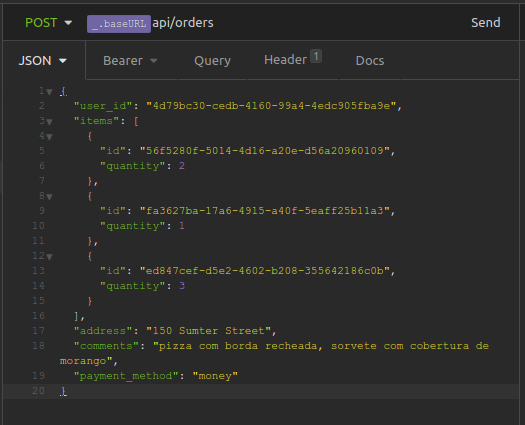 POST _.baseURL api/orders Send
JSON Bearer Query Header 1 Docs
1 {
2 "user_id": "4d79bc30-cedb-4160-99a4-4edc905fba9e",
3 "items": [
4 {
5 "id": "56f5280f-5014-4d16-a20e-d56a20960109",
6 "quantity": 2
7 },
8 {
9 "id": "fa3627ba-17a6-4915-a40f-5eaff25b11a3",
10 "quantity": 1
11 },
12 {
13 "id": "ed847cef-d5e2-4602-b208-355642186c0b",
14 "quantity": 3
15 }
16 ],
17 "address": "150 Sumter Street",
18 "comments": "pizza com borda recheada, sorvete com cobertura de
morango",
19 "payment_method": "money"
20 }